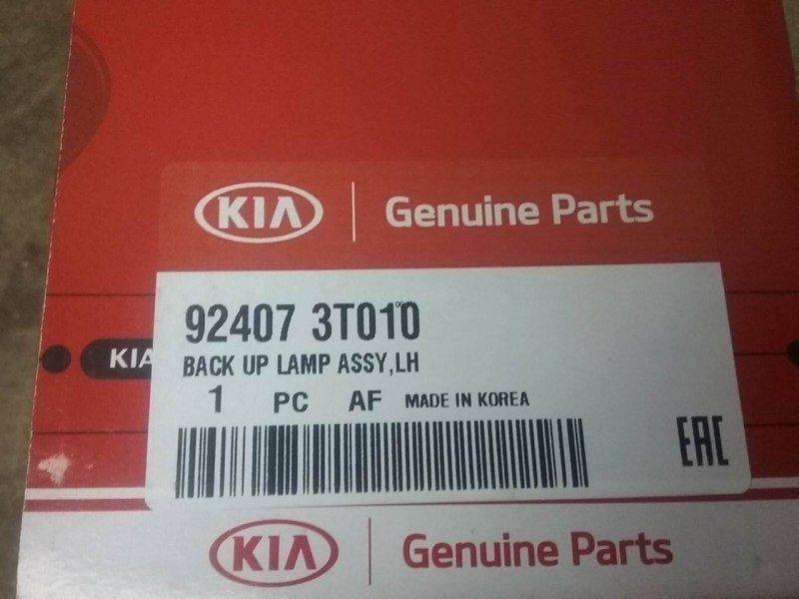 KIA Genuine Parts
92407 3T010
BACK UP LAMP ASSY,LH
KIA
1 PC AF MADE IN KOREA
EAC
KIA Genuine Parts